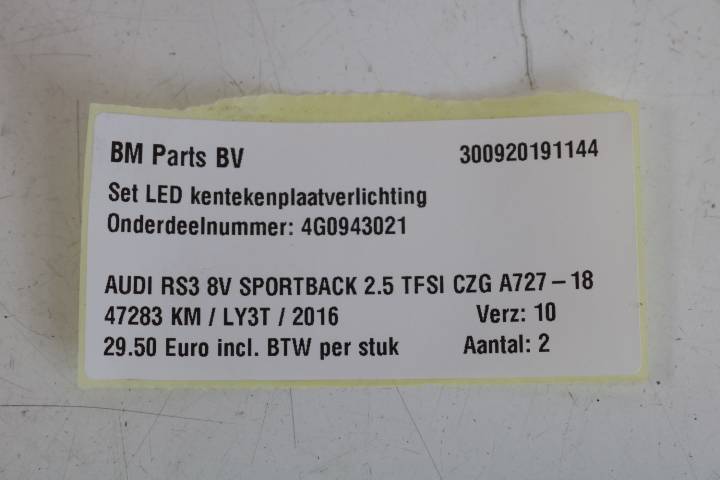 BM Parts BV 300920191144
Set LED kentekenplaatverlichting
Onderdeelnummer: 4G0943021
AUDI RS3 8V SPORTBACK 2.5 TFSI CZG A727-18
47283 KM / LY3T / 2016 Verz: 10
29.50 Euro incl. BTW per stuk Aantal: 2